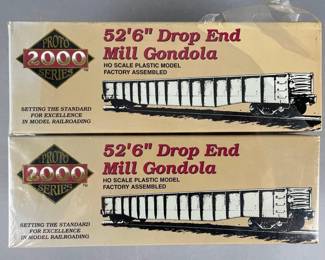 PROTO
2000
SERIES
TM
52'6" Drop End
Mill Gondola
HO SCALE PLASTIC MODEL
FACTORY ASSEMBLED
SETTING THE STANDARD
FOR EXCELLENCE
IN MODEL RAILROADING
PROTO
2000
SERIES
TM
52'6" Drop End
Mill Gondola
HO SCALE PLASTIC MODEL
FACTORY ASSEMBLED
SETTING THE STANDARD
FOR EXCELLENCE
IN MODEL RAILROADING